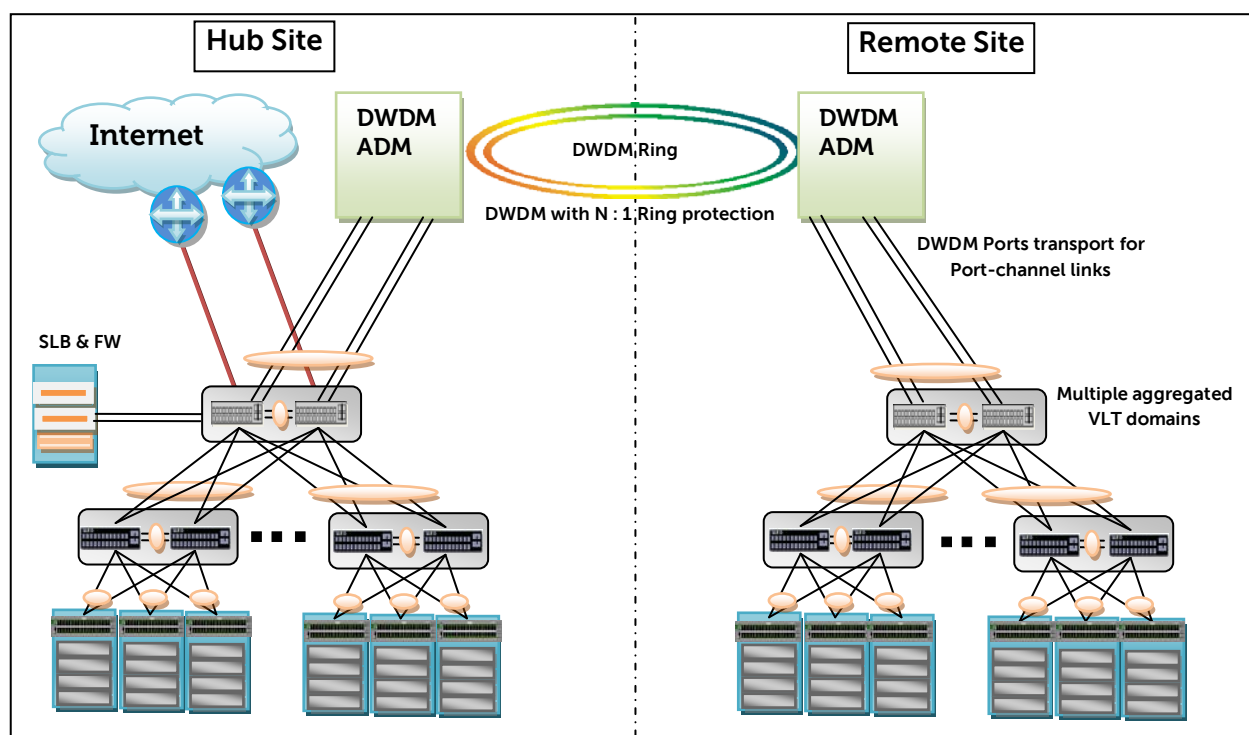 Hub Site
Remote Site
Internet
DWDM
ADM
DWDM Ring
DWDM
ADM
DWDM with N : 1 Ring protection
DWDM Ports transport for
Port-channel links
SLB & FW
Multiple aggregated
VLT domains